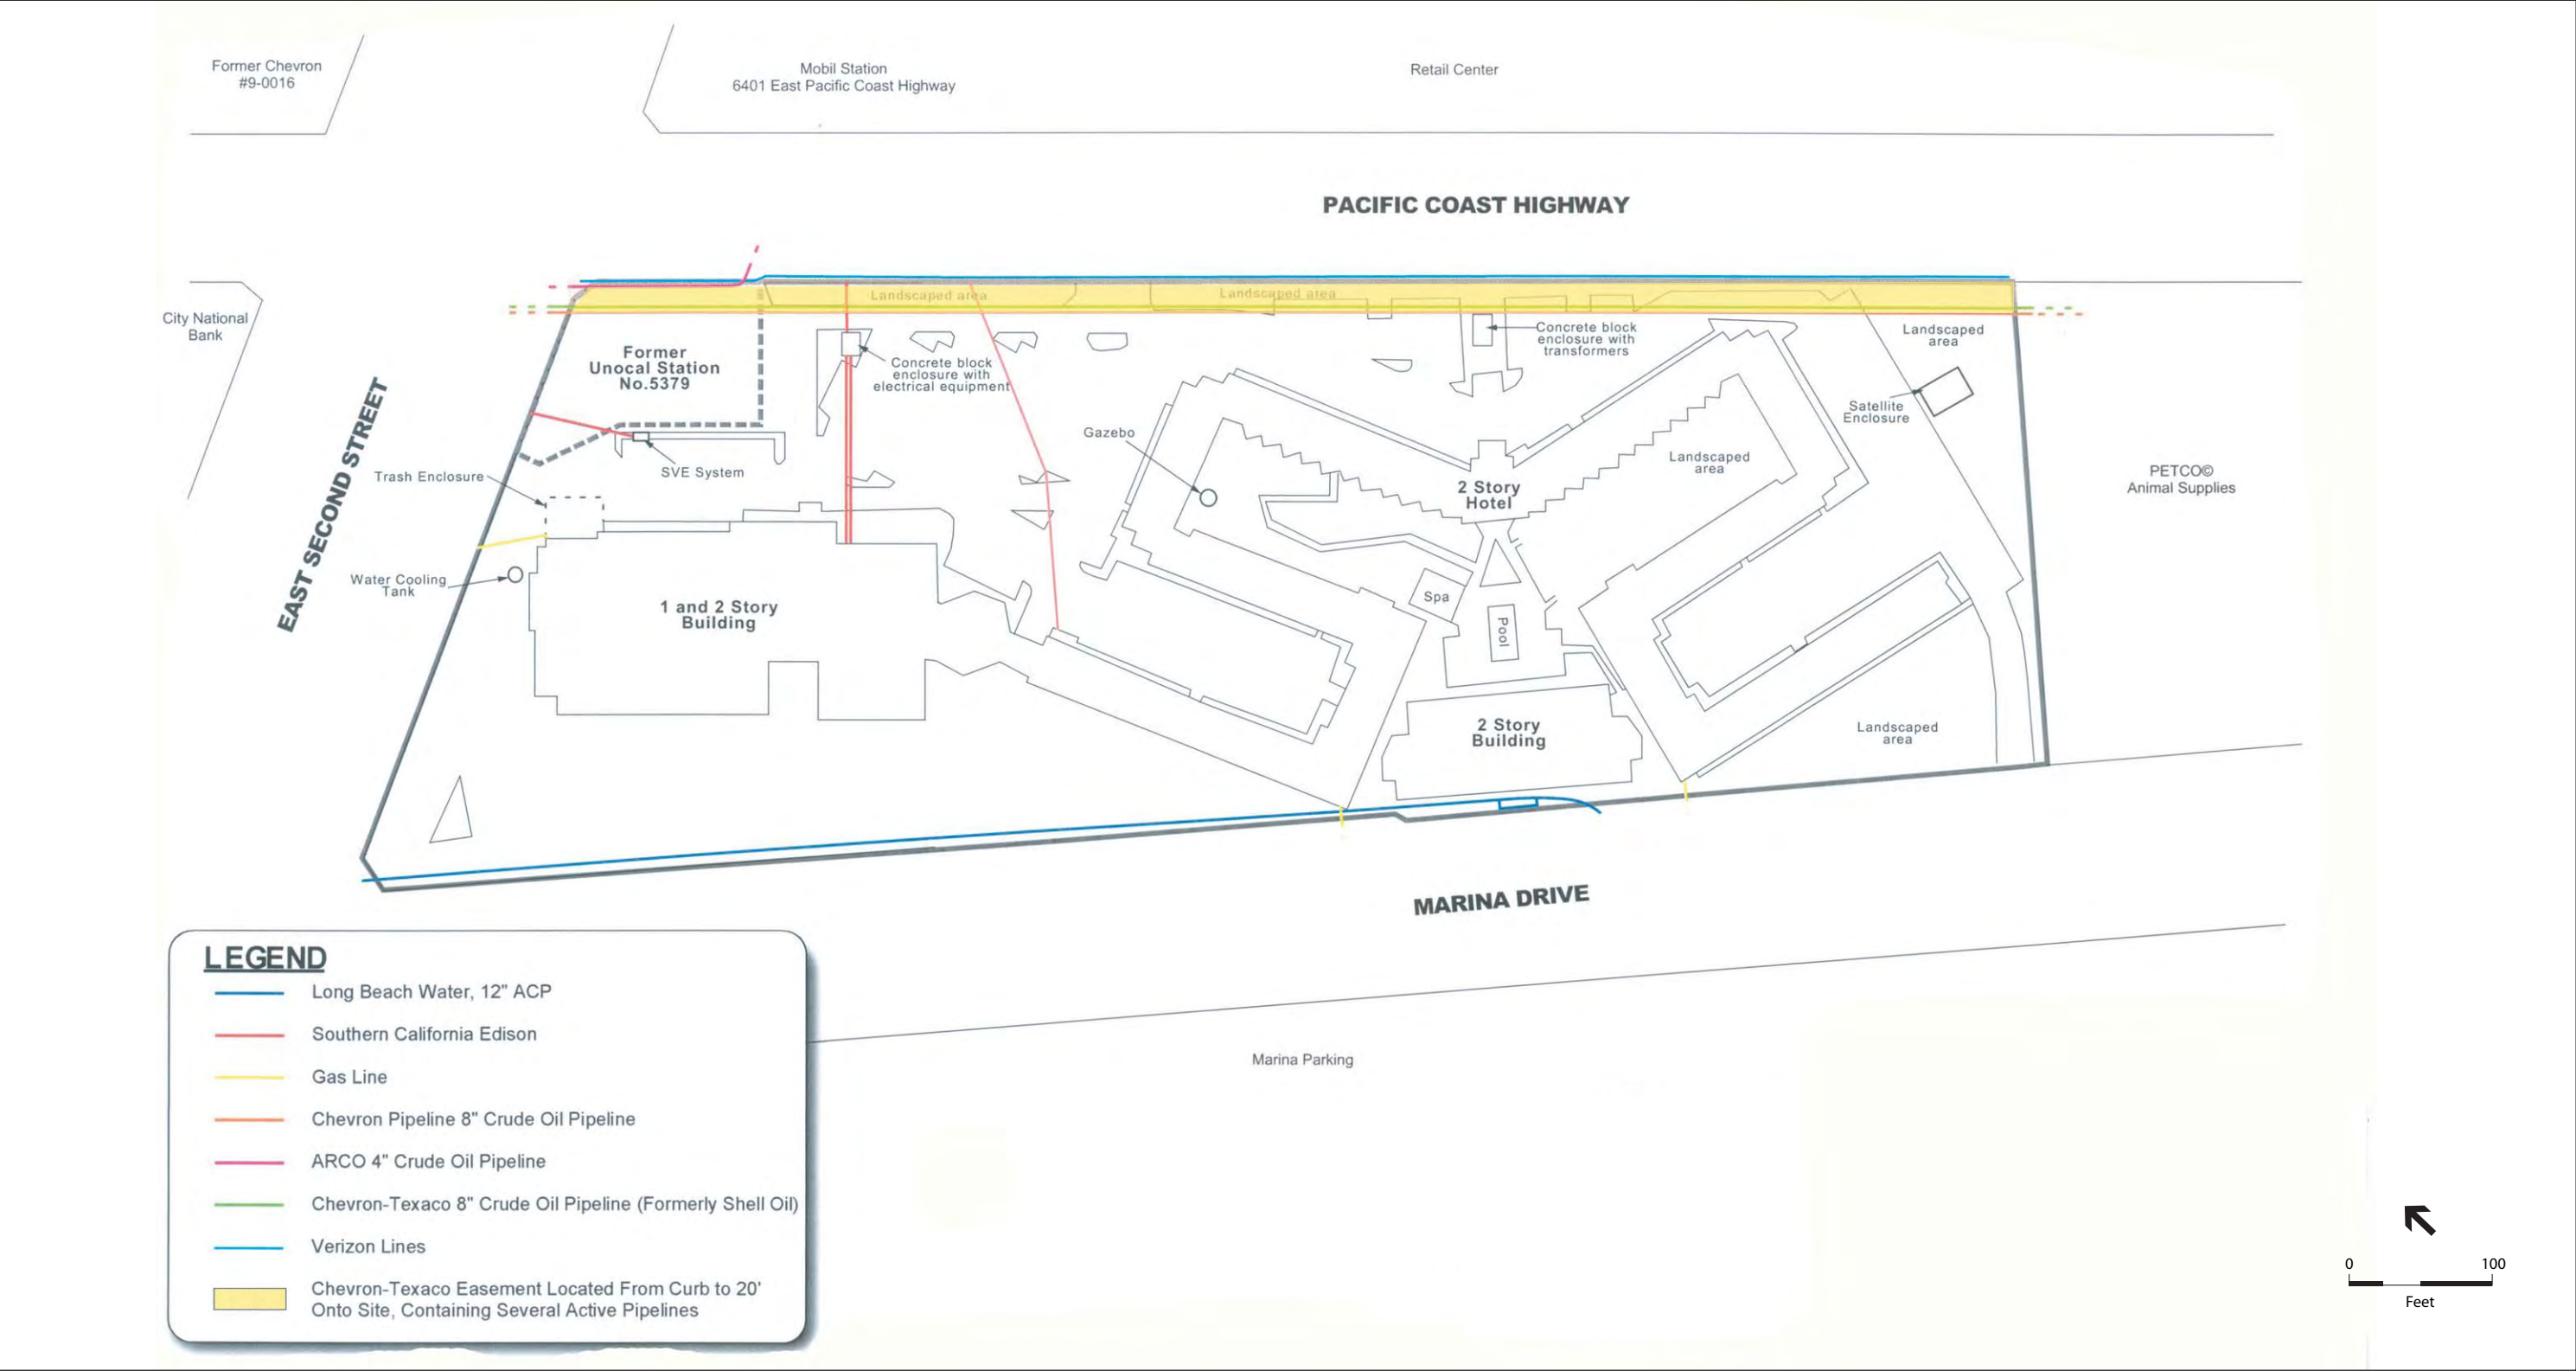 Former Chevron
#9-0016
Mobil Station
6401 East Pacific Coast Highway
Retail Center
PACIFIC COAST HIGHWAY
City National
Bank
Landscaped area
Landscaped area
Former
Unocal Station
No.5379
Concrete block
enclosure with
electrical equipment
Concrete block
enclosure with
transformers
Landscaped
area
Satellite
Enclosure
EAST SECOND STREET
Trash Enclosure
SVE System
Gazebo
2 Story
Hotel
Landscaped
area
PETCO©
Animal Supplies
Water Cooling
Tank
1 and 2 Story
Building
Spa
Pool
2 Story
Building
Landscaped
area
MARINA DRIVE
Marina Parking
LEGEND
Long Beach Water, 12" ACP
Southern California Edison
Gas Line
Chevron Pipeline 8" Crude Oil Pipeline
ARCO 4" Crude Oil Pipeline
Chevron-Texaco 8" Crude Oil Pipeline (Formerly Shell Oil)
Verizon Lines
Chevron-Texaco Easement Located From Curb to 20'
Onto Site, Containing Several Active Pipelines
0 100
Feet